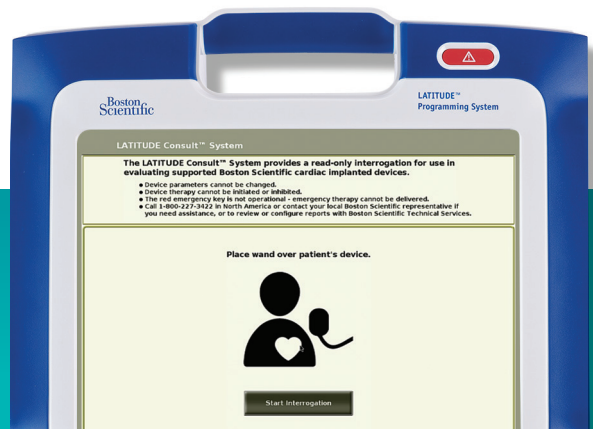 Boston
Scientific
LATITUDE™
Programming System
LATITUDE Consult™ System
The LATITUDE Consult™ System provides a read-only interrogation for use in
evaluating supported Boston Scientific cardiac implanted devices.
• Device parameters cannot be changed.
• Device therapy cannot be initiated or inhibited.
• The red emergency key is not operational - emergency therapy cannot be delivered.
• Call 1-800-227-3422 in North America or contact your local Boston Scientific representative if
you need assistance, or to review or configure reports with Boston Scientific Technical Services.
Place wand over patient's device.
Start Interrogation